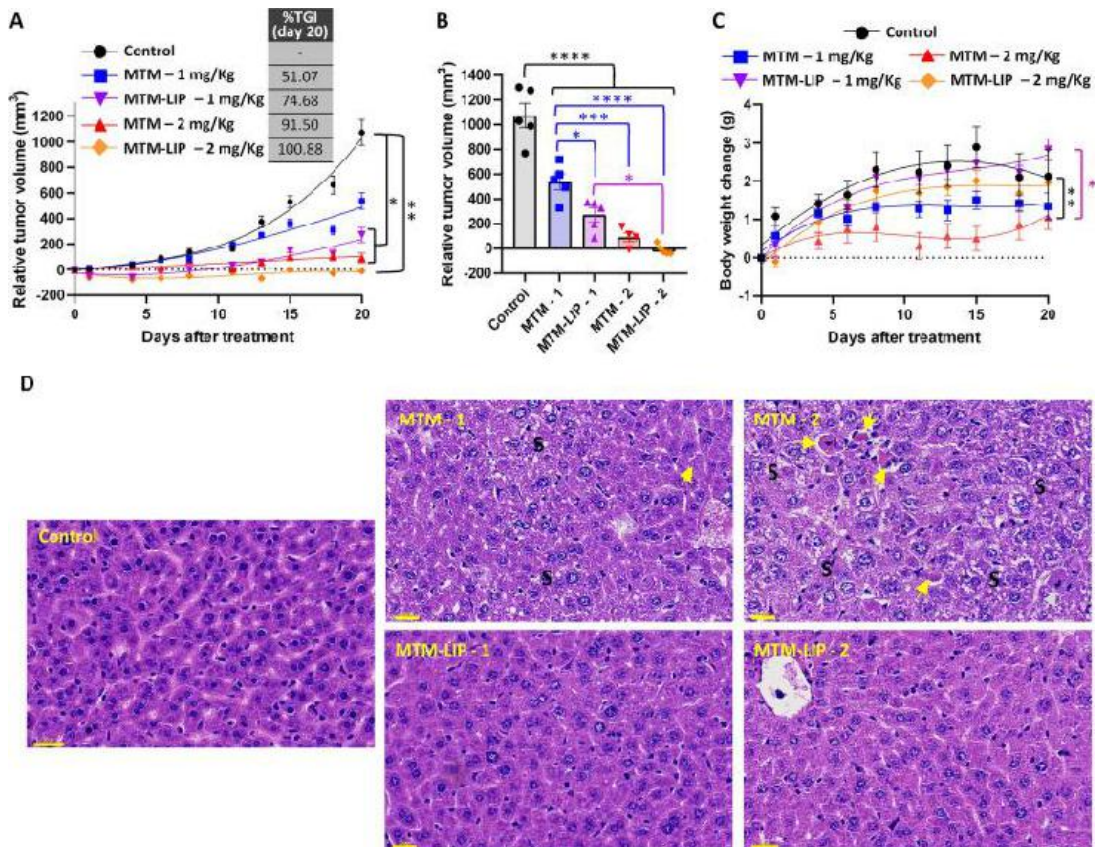 A
%TGI
(day 20)
Control
-
MTM – 1 mg/Kg
51.07
MTM-LIP – 1 mg/Kg
74.68
MTM – 2 mg/Kg
91.50
MTM-LIP – 2 mg/Kg
100.88
Relative tumor volume (mm³)
1200
1000
800
600
400
200
0
-200
0 5 10 15 20
Days after treatment
*
**
B
Relative tumor volume (mm³)
1400
1200
1000
800
600
400
200
0
-200
****
****
***
*
*
Control
MTM - 1
MTM-LIP - 1
MTM - 2
MTM-LIP - 2
C
Control
MTM – 1 mg/Kg
MTM – 2 mg/Kg
MTM-LIP – 1 mg/Kg
MTM-LIP – 2 mg/Kg
Body weight change (g)
4
3
2
1
0
-1
0 5 10 15 20
Days after treatment
**
*
D
Control
MTM - 1
S
S
MTM - 2
S
S
S
S
MTM-LIP - 1
MTM-LIP - 2